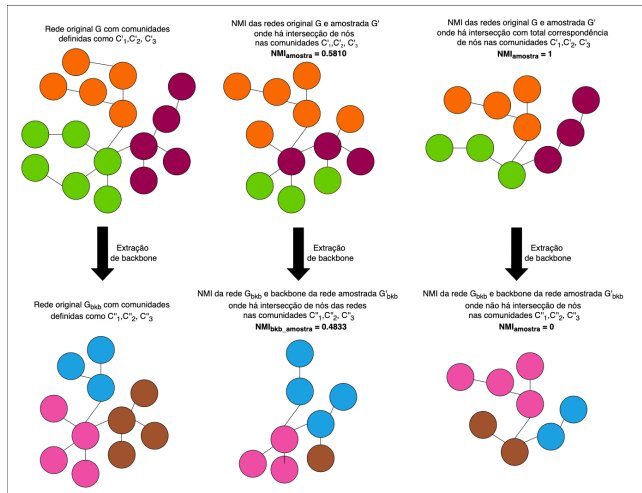 Rede original G com comunidades
definidas como C'₁,C'₂, C'₃
NMI das redes original G e amostrada G'
onde há intersecção de nós
nas comunidades C'₁,C'₂, C'₃
NMIamostra = 0.5810
NMI das redes original G e amostrada G'
onde há intersecção com total correspondência
de nós nas comunidades C'₁,C'₂, C'₃
NMIamostra = 1
Extração
de backbone
Extração
de backbone
Extração
de backbone
Rede original Gbkb com comunidades
definidas como C"₁,C"₂, C"₃
NMI da rede Gbkb e backbone da rede amostrada G'bkb
onde há intersecção de nós das redes
nas comunidades C"₁,C"₂, C"₃
NMIbkb_amostra = 0.4833
NMI da rede Gbkb e backbone da rede amostrada G'bkb
onde não há intersecção de nós
nas comunidades C"₁,C"₂, C"₃
NMIamostra = 0